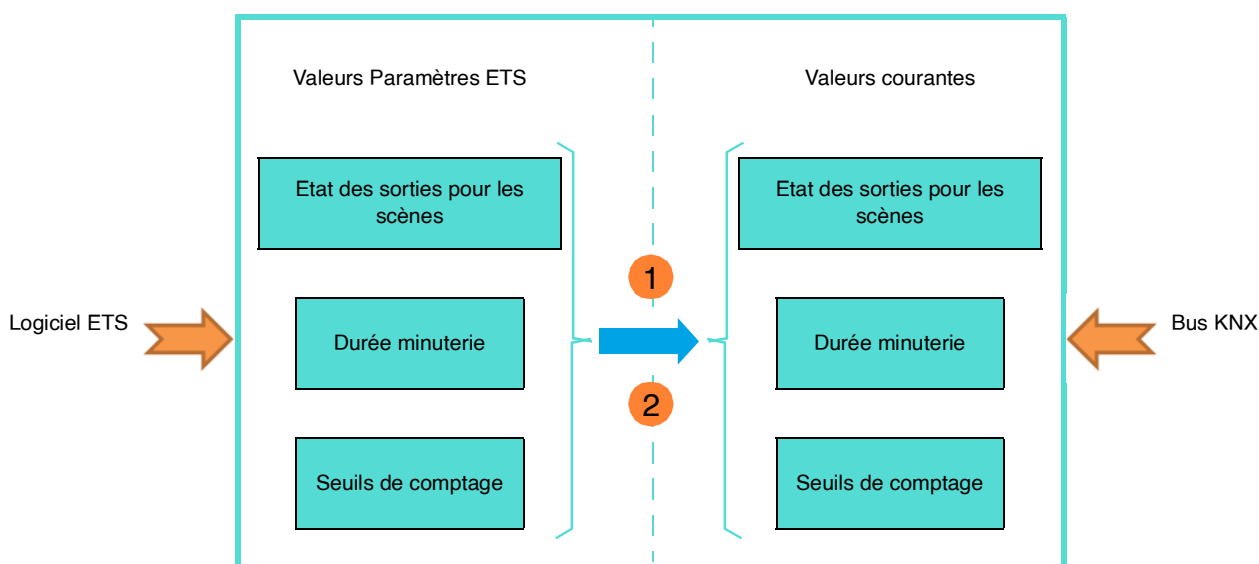 Valeurs Paramètres ETS
Valeurs courantes
Etat des sorties pour les
scènes
Etat des sorties pour les
scènes
1
Logiciel ETS
Durée minuterie
Durée minuterie
Bus KNX
2
Seuils de comptage
Seuils de comptage